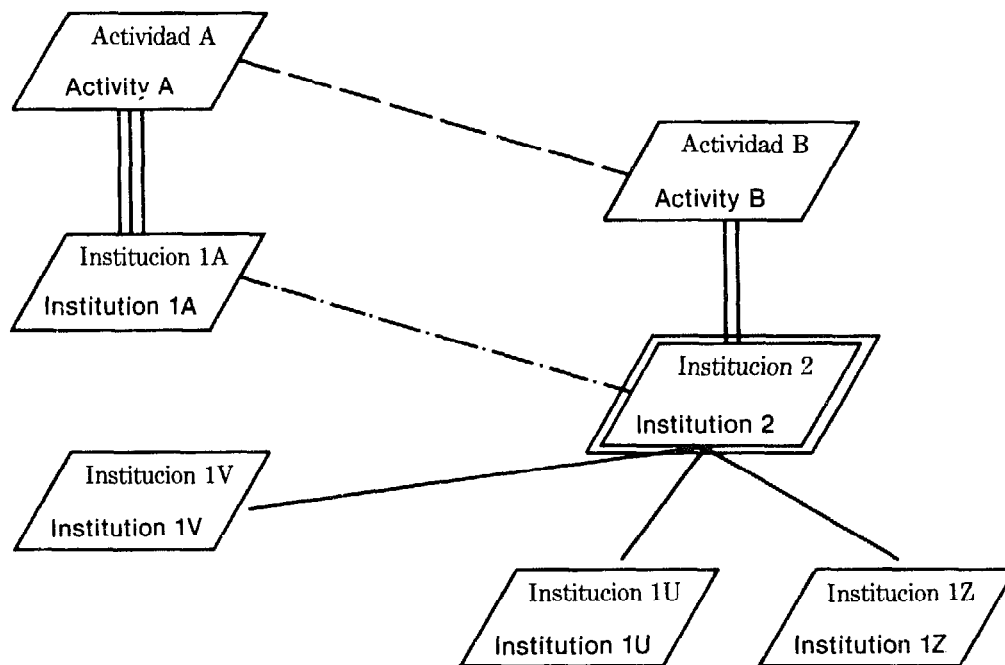 Actividad A
Activity A
Actividad B
Activity B
Institucion 1A
Institution 1A
Institucion 2
Institution 2
Institucion 1V
Institution 1V
Institucion 1U
Institution 1U
Institucion 1Z
Institution 1Z